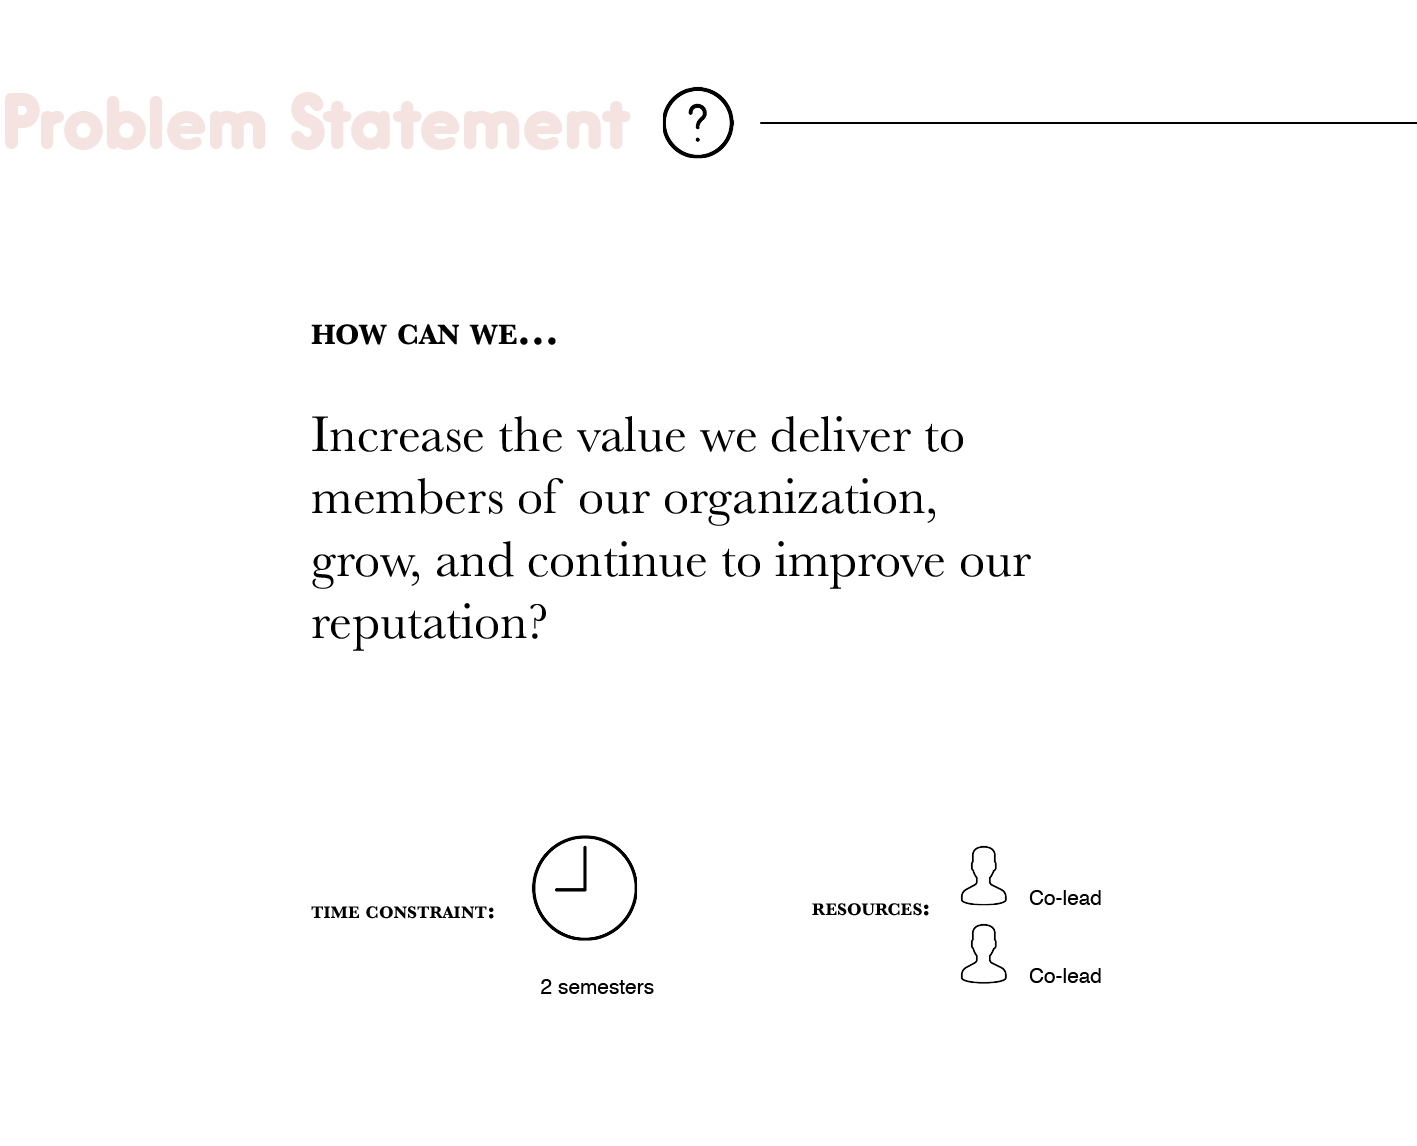 Problem Statement ?
HOW CAN WE...
Increase the value we deliver to
members of our organization,
grow, and continue to improve our
reputation?
TIME CONSTRAINT:
2 semesters
RESOURCES:
Co-lead
Co-lead